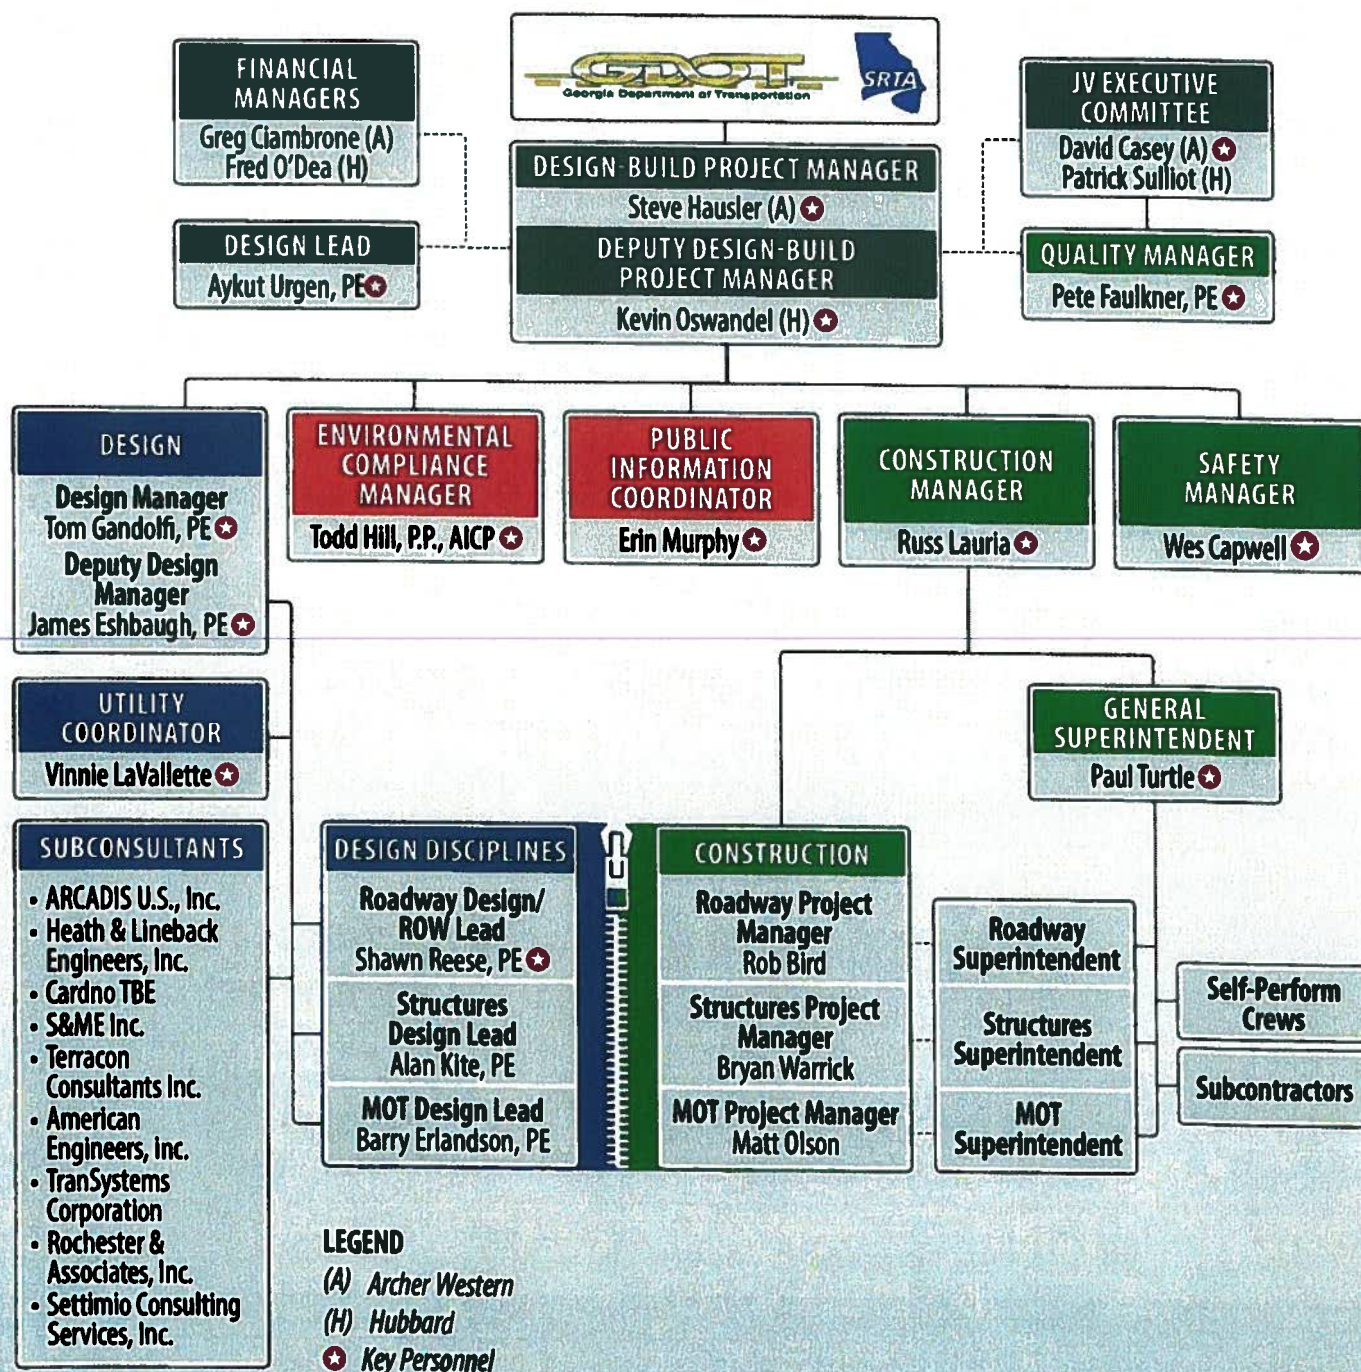 GDOT
Georgia Department of Transportation
SRTA
FINANCIAL
MANAGERS
Greg Ciambrone (A)
Fred O'Dea (H)
DESIGN LEAD
Aykut Urgen, PE
DESIGN-BUILD PROJECT MANAGER
Steve Hausler (A)
DEPUTY DESIGN-BUILD
PROJECT MANAGER
Kevin Oswandel (H)
JV EXECUTIVE
COMMITTEE
David Casey (A)
Patrick Sulliot (H)
QUALITY MANAGER
Pete Faulkner, PE
DESIGN
Design Manager
Tom Gandolfi, PE
Deputy Design
Manager
James Eshbaugh, PE
ENVIRONMENTAL
COMPLIANCE
MANAGER
Todd Hill, P.P., AICP
PUBLIC
INFORMATION
COORDINATOR
Erin Murphy
CONSTRUCTION
MANAGER
Russ Lauria
SAFETY
MANAGER
Wes Capwell
UTILITY
COORDINATOR
Vinnie LaVallette
GENERAL
SUPERINTENDENT
Paul Turtle
SUBCONSULTANTS
• ARCADIS U.S., Inc.
• Heath & Lineback
Engineers, Inc.
• Cardno TBE
• S&ME Inc.
• Terracon
Consultants Inc.
• American
Engineers, inc.
• TranSystems
Corporation
• Rochester &
Associates, Inc.
• Settimio Consulting
Services, Inc.
DESIGN DISCIPLINES
Roadway Design/
ROW Lead
Shawn Reese, PE
Structures
Design Lead
Alan Kite, PE
MOT Design Lead
Barry Erlandson, PE
CONSTRUCTION
Roadway Project
Manager
Rob Bird
Structures Project
Manager
Bryan Warrick
MOT Project Manager
Matt Olson
Roadway
Superintendent
Structures
Superintendent
MOT
Superintendent
Self-Perform
Crews
Subcontractors
LEGEND
(A) Archer Western
(H) Hubbard
Key Personnel